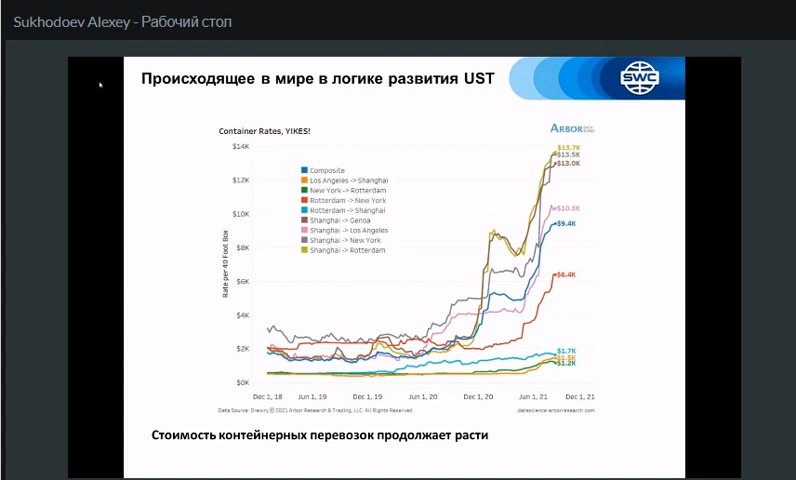 Sukhodoev Alexey - Рабочий стол
Происходящее в мире в логике развития UST
SWC
Container Rates, YIKES!
ARBOR
$14K
$12K
$10K
$8K
$6K
$4K
$2K
$0K
Rate per 40 Foot Box
Composite
Los Angeles -> Shanghai
New York -> Rotterdam
Rotterdam -> New York
Rotterdam -> Shanghai
Shanghai -> Genoa
Shanghai -> Los Angeles
Shanghai -> New York
Shanghai -> Rotterdam
$13.7K
$13.5K
$13.0K
$10.3K
$9.4K
$6.4K
$1.7K
$1.5K
$1.2K
Dec 1, 18
Jun 1, 19
Dec 1, 19
Jun 1, 20
Dec 1, 20
Jun 1, 21
Dec 1, 21
Data Source: Drewry © 2021 Arbor Research & Trading, LLC. All Rights Reserved
datascience.arborresearch.com
Стоимость контейнерных перевозок продолжает расти